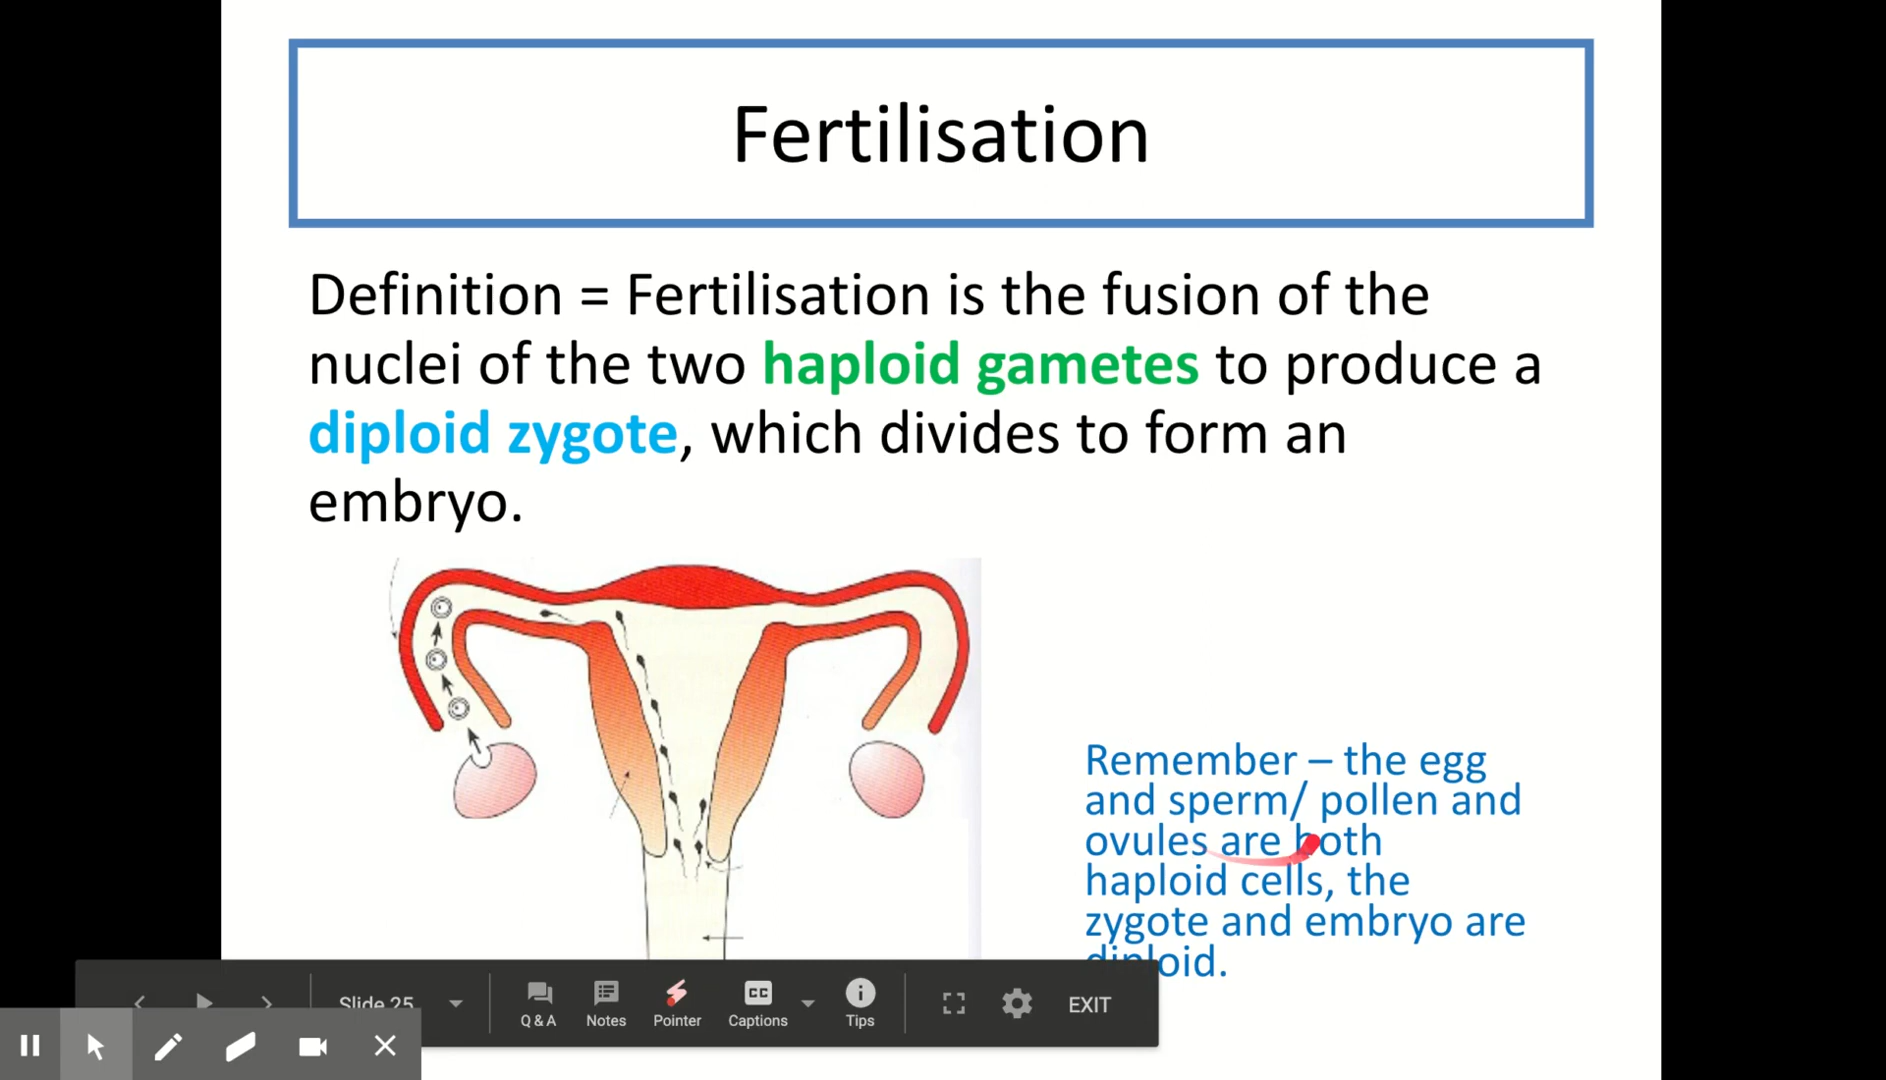 Fertilisation
Definition = Fertilisation is the fusion of the
nuclei of the two haploid gametes to produce a
diploid zygote, which divides to form an
embryo.
Remember – the egg
and sperm/ pollen and
ovules are both
haploid cells, the
zygote and embryo are
diploid.
Slide 25
Q & A
Notes
Pointer
CC
Captions
Tips
EXIT